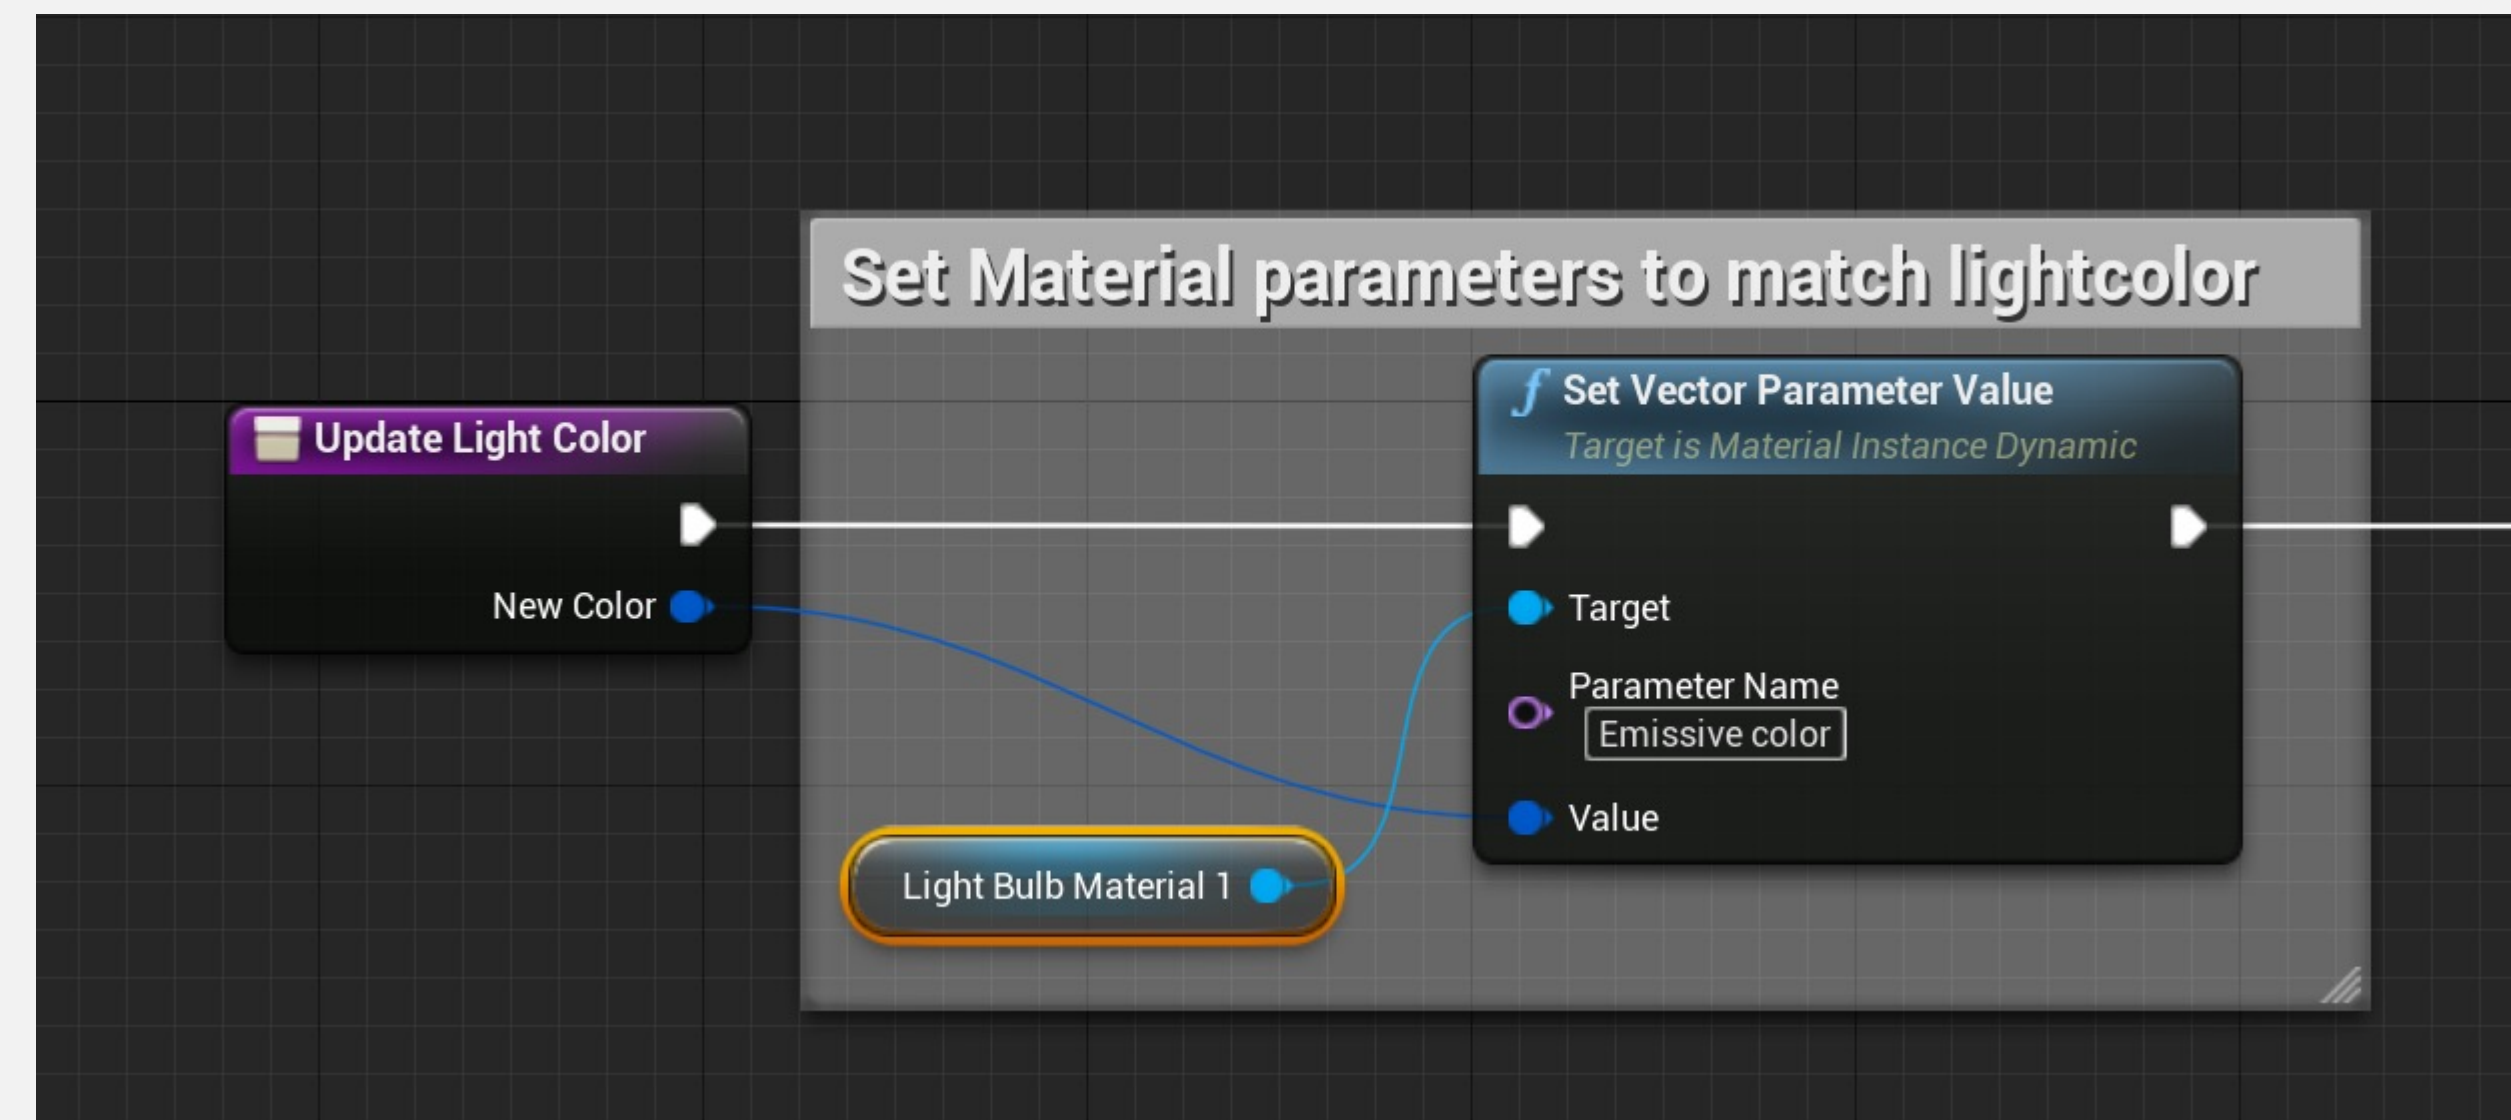 Set Material parameters to match lightcolor
Update Light Color
New Color
Set Vector Parameter Value
Target is Material Instance Dynamic
Target
Parameter Name
Emissive color
Value
Light Bulb Material 1